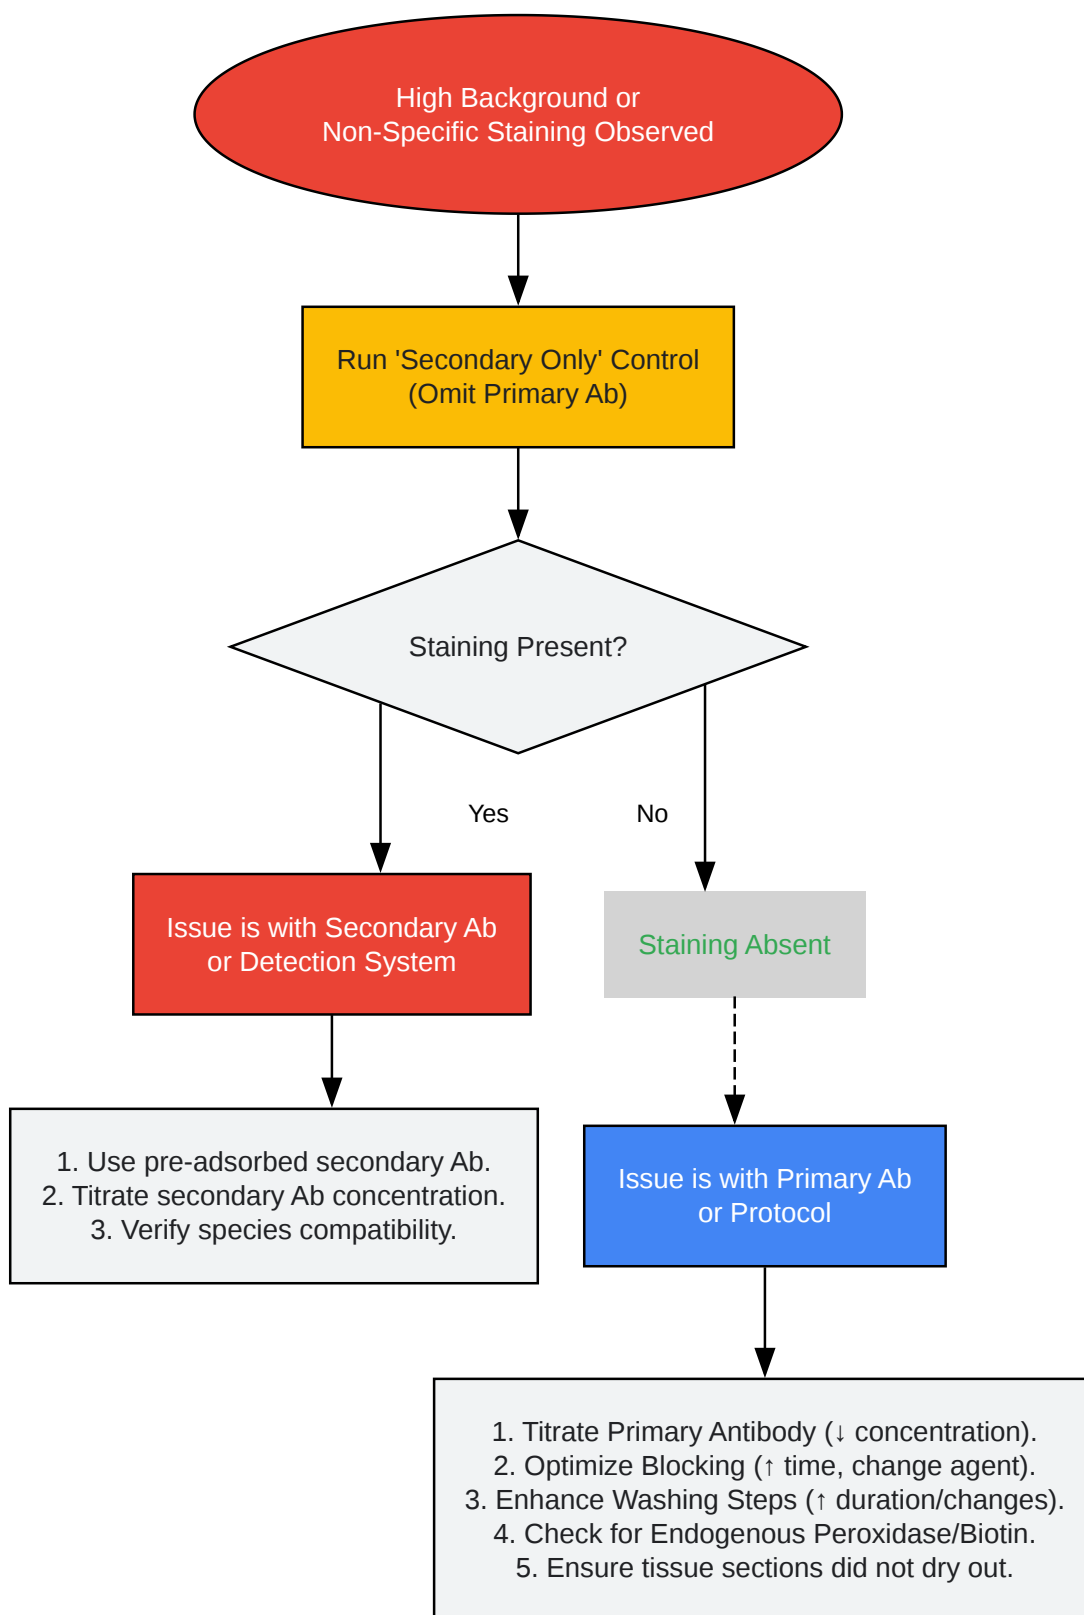 High Background or
Non-Specific Staining Observed
Run 'Secondary Only' Control
(Omit Primary Ab)
Staining Present?
Yes
No
Issue is with Secondary Ab
or Detection System
Staining Absent
1. Use pre-adsorbed secondary Ab.
2. Titrate secondary Ab concentration.
3. Verify species compatibility.
Issue is with Primary Ab
or Protocol
1. Titrate Primary Antibody (↓ concentration).
2. Optimize Blocking (↑ time, change agent).
3. Enhance Washing Steps (↑ duration/changes).
4. Check for Endogenous Peroxidase/Biotin.
5. Ensure tissue sections did not dry out.